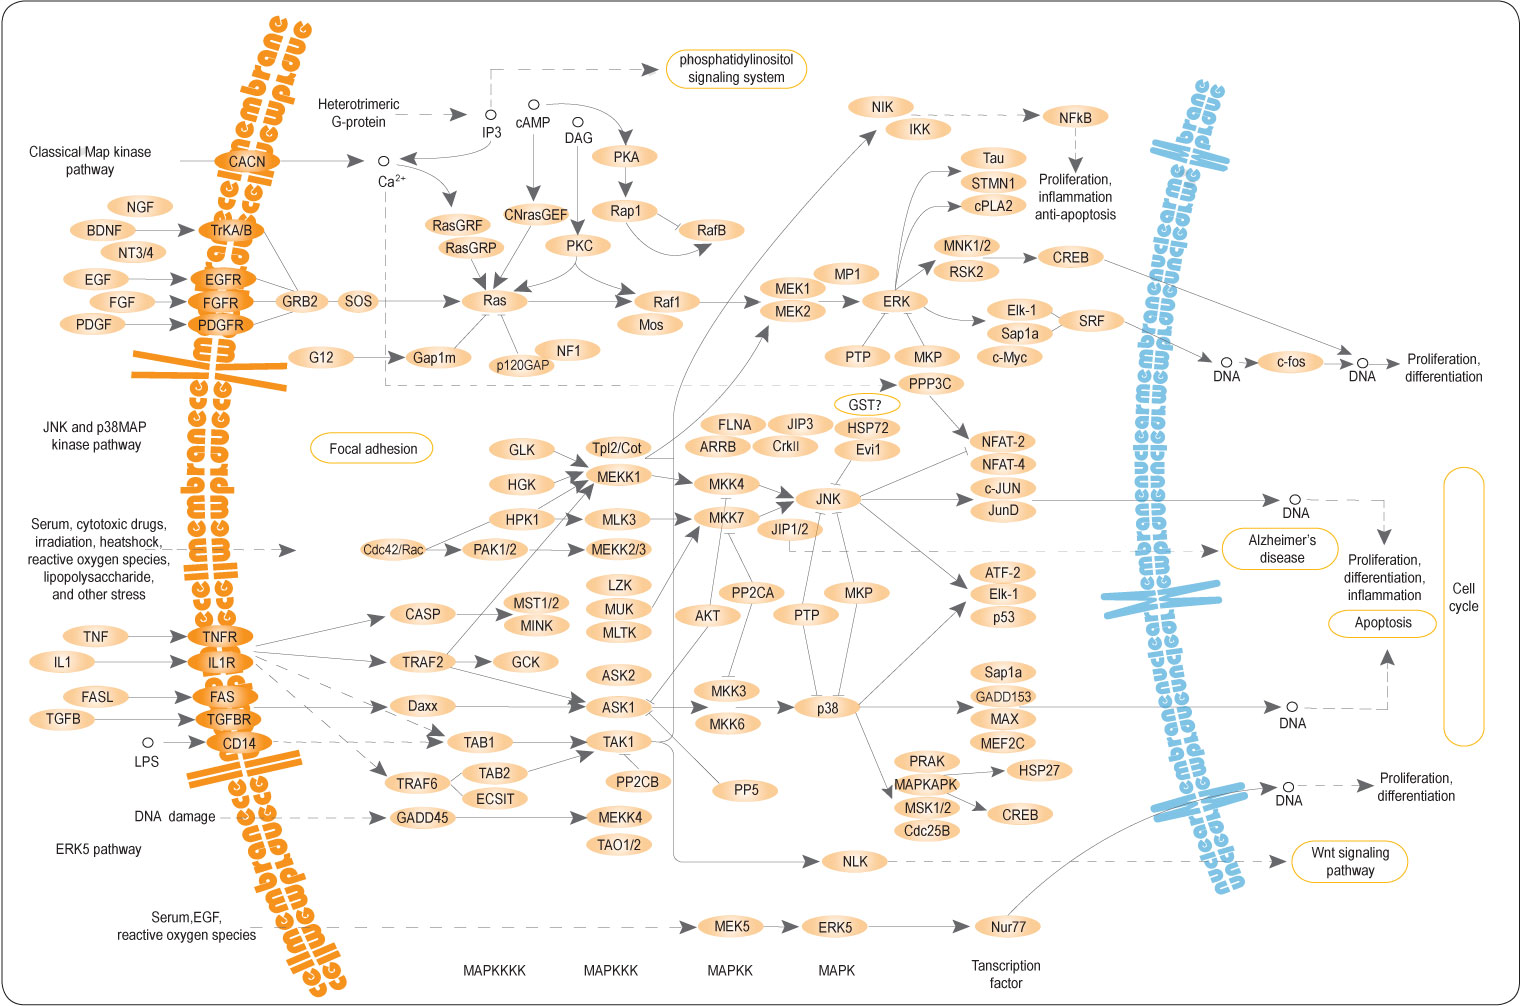 cell membrane
cell membrane
phosphatidylinositol
signaling system
Heterotrimeric
G-protein
IP3
cAMP
DAG
NIK
IKK
NFkB
Classical Map kinase
pathway
CACN
Ca2+
PKA
Proliferation,
inflammation
anti-apoptosis
Tau
STMN1
cPLA2
NGF
BDNF
NT3/4
TrKA/B
RasGRF
RasGRP
CNrasGEF
PKC
Rap1
RafB
MNK1/2
RSK2
CREB
EGF
FGF
PDGF
EGFR
FGFR
PDGFR
GRB2
SOS
Ras
Raf1
Mos
MEK1
MEK2
MP1
ERK
Elk-1
Sap1a
c-Myc
SRF
G12
Gap1m
p120GAP
NF1
PTP
MKP
PPP3C
DNA
c-fos
DNA
Proliferation,
differentiation
JNK and p38MAP
kinase pathway
Focal adhesion
GLK
HGK
HPK1
Tpl2/Cot
MEKK1
MLK3
MEKK2/3
FLNA
ARRB
JIP3
CrkII
GST?
HSP72
Evi1
NFAT-2
NFAT-4
c-JUN
JunD
MKK4
MKK7
JNK
JIP1/2
DNA
Serum, cytotoxic drugs,
irradiation, heatshock,
reactive oxygen species,
lipopolysaccharide,
and other stress
Cdc42/Rac
PAK1/2
Alzheimer's
disease
Proliferation,
differentiation,
inflammation
Cell
cycle
Apoptosis
LZK
MUK
MLTK
AKT
PP2CA
PTP
MKP
ATF-2
Elk-1
p53
CASP
MST1/2
MINK
TNF
TNFR
IL1
IL1R
TRAF2
GCK
FASL
FAS
TGFB
TGFBR
LPS
CD14
Daxx
ASK2
ASK1
MKK3
MKK6
p38
Sap1a
GADD153
MAX
MEF2C
DNA
TAB1
TAK1
TRAF6
TAB2
ECSIT
PP2CB
PP5
PRAK
MAPKAPK
MSK1/2
Cdc25B
HSP27
CREB
DNA
Proliferation,
differentiation
DNA damage
GADD45
MEKK4
TAO1/2
ERK5 pathway
NLK
Wnt signaling
pathway
Serum,EGF,
reactive oxygen species
MEK5
ERK5
Nur77
MAPKKKK
MAPKKK
MAPKK
MAPK
Tanscription
factor
nuclear membrane
nuclear membrane